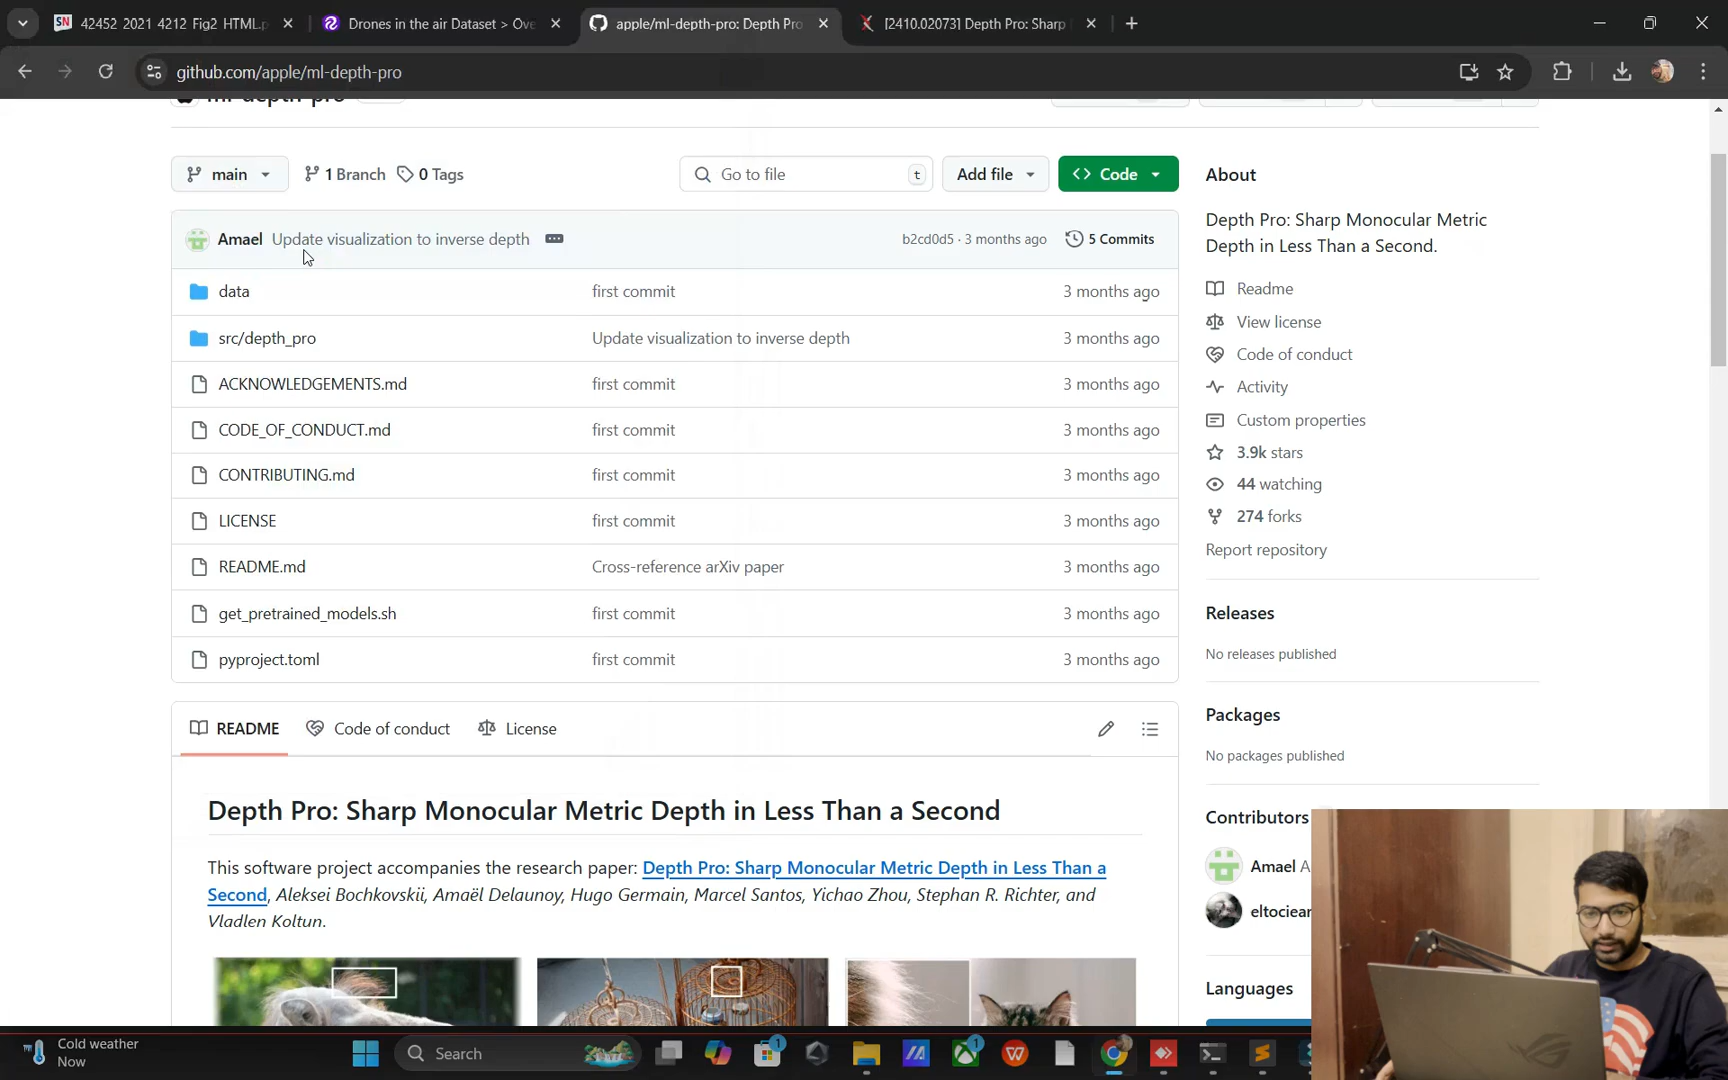 42452_2021_4212_Fig2_HTML.p
Drones in the air Dataset > Ove
apple/ml-depth-pro: Depth Pro
[2410.02073] Depth Pro: Sharp
github.com/apple/ml-depth-pro
ml-depth-pro
main
1 Branch
0 Tags
Go to file
t
Add file
Code
Amael Update visualization to inverse depth
b2cd0d5 · 3 months ago
5 Commits
data first commit 3 months ago
src/depth_pro Update visualization to inverse depth 3 months ago
ACKNOWLEDGEMENTS.md first commit 3 months ago
CODE_OF_CONDUCT.md first commit 3 months ago
CONTRIBUTING.md first commit 3 months ago
LICENSE first commit 3 months ago
README.md Cross-reference arXiv paper 3 months ago
get_pretrained_models.sh first commit 3 months ago
pyproject.toml first commit 3 months ago
README
Code of conduct
License
Depth Pro: Sharp Monocular Metric Depth in Less Than a Second
This software project accompanies the research paper: Depth Pro: Sharp Monocular Metric Depth in Less Than a
Second, Aleksei Bochkovskii, Amaël Delaunoy, Hugo Germain, Marcel Santos, Yichao Zhou, Stephan R. Richter, and
Vladlen Koltun.
About
Depth Pro: Sharp Monocular Metric
Depth in Less Than a Second.
Readme
View license
Code of conduct
Activity
Custom properties
3.9k stars
44 watching
274 forks
Report repository
Releases
No releases published
Packages
No packages published
Contributors
Amael A
eltociear
Languages
Cold weather
Now
Search
1
1